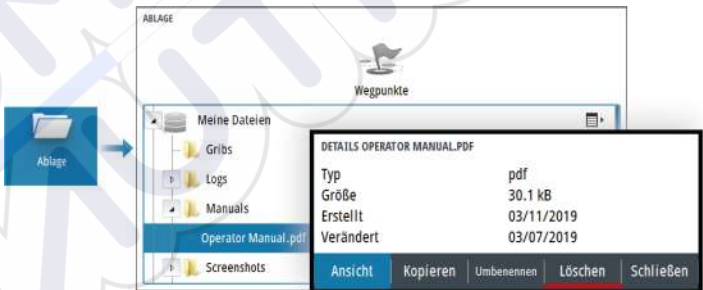 ABLAGE
Wegpunkte
Ablage
Meine Dateien
Gribs
Logs
Manuals
Operator Manual.pdf
Screenshots
DETAILS OPERATOR MANUAL.PDF
Typ pdf
Größe 30.1 kB
Erstellt 03/11/2019
Verändert 03/07/2019
Ansicht Kopieren Umbenennen Löschen Schließen